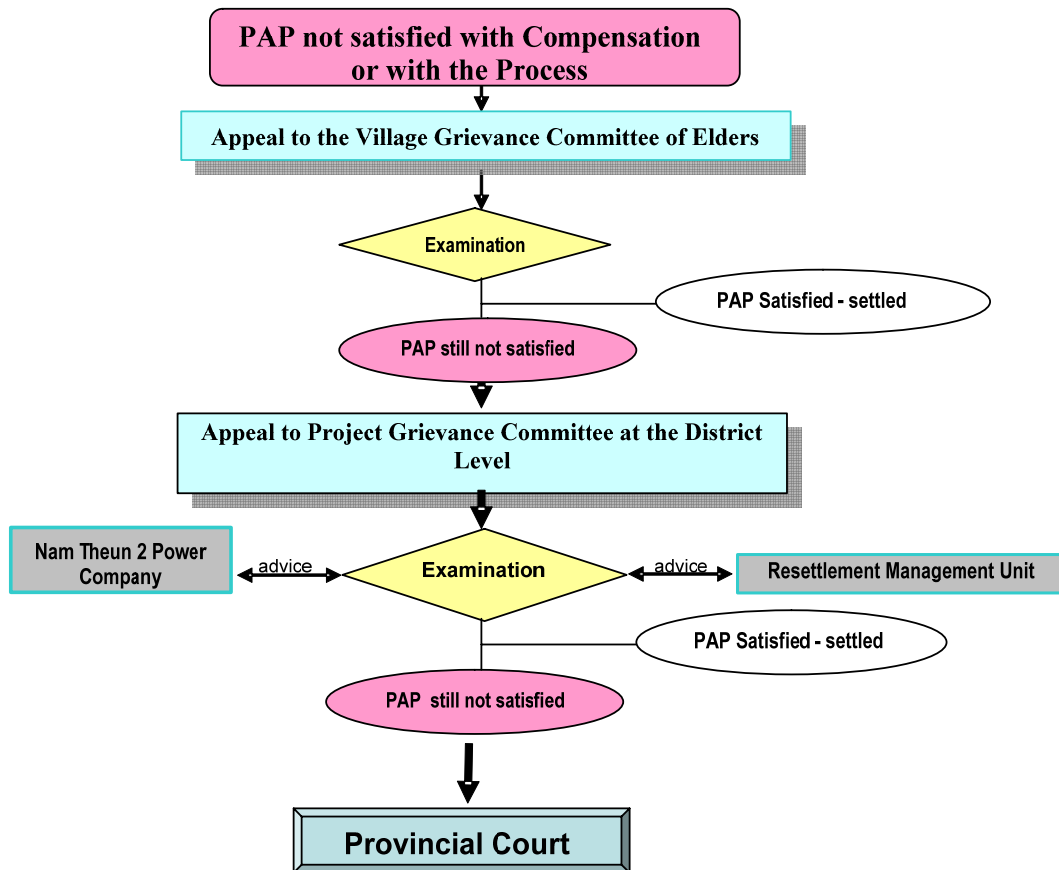 PAP not satisfied with Compensation
or with the Process
Appeal to the Village Grievance Committee of Elders
Examination
PAP Satisfied - settled
PAP still not satisfied
Appeal to Project Grievance Committee at the District
Level
Nam Theun 2 Power
Company
advice
Examination
advice
Resettlement Management Unit
PAP Satisfied - settled
PAP still not satisfied
Provincial Court